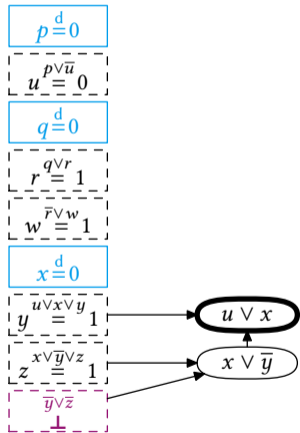 p =ᵈ 0
u =^{p∨u̅} 0
q =ᵈ 0
r =^{q∨r} 1
w =^{r̅∨w} 1
x =ᵈ 0
y =^{u∨x∨y} 1
u ∨ x
z =^{x∨y̅∨z} 1
x ∨ y̅
y̅∨z̅
⊥